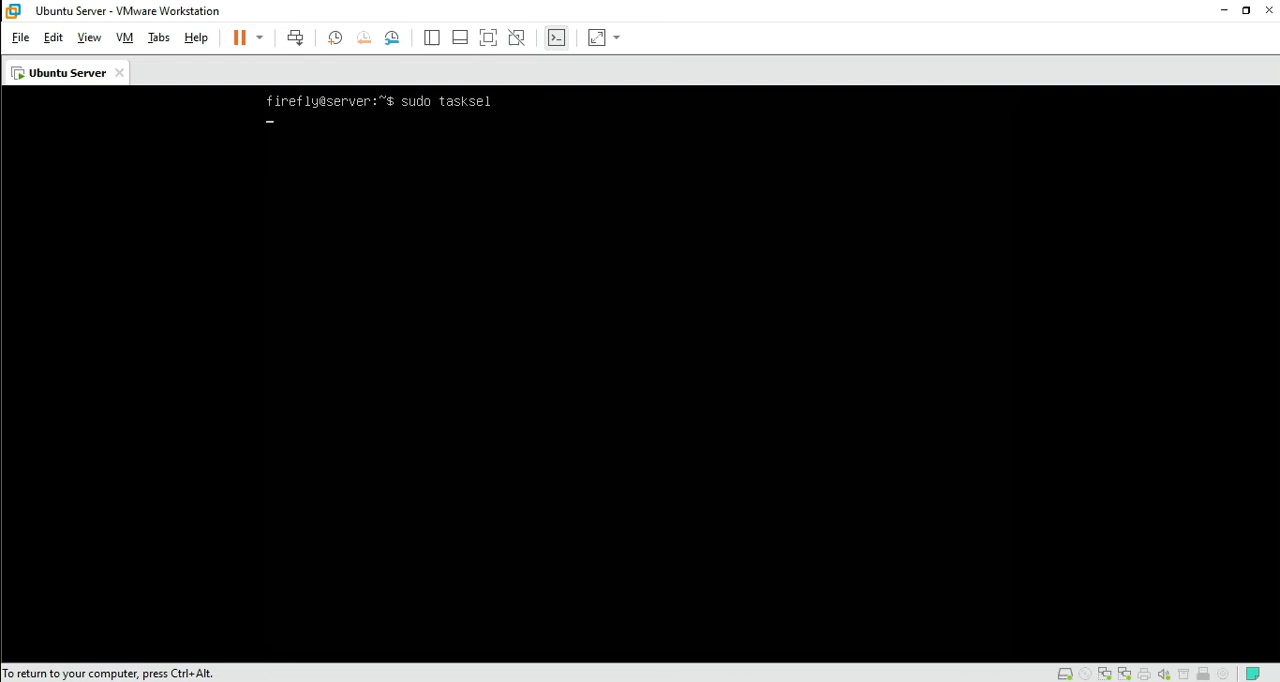 Ubuntu Server - VMware Workstation
File Edit View VM Tabs Help
Ubuntu Server
firefly@server:~$ sudo tasksel
To return to your computer, press Ctrl+Alt.